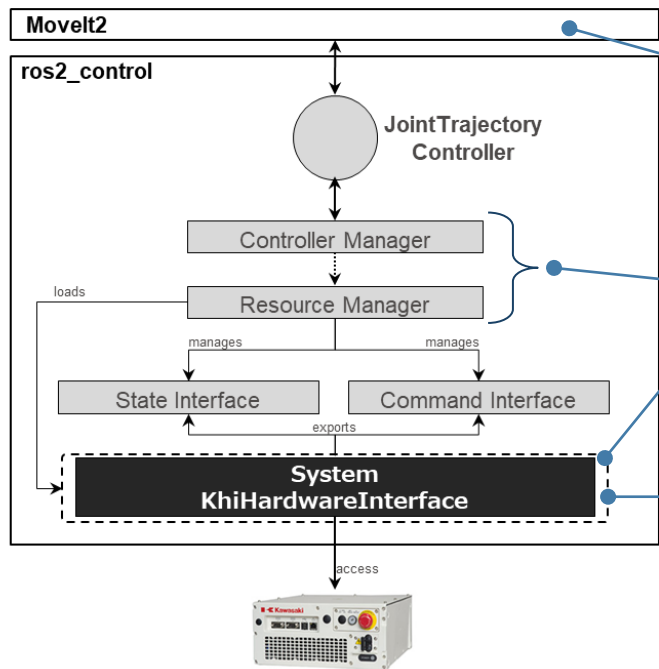 MoveIt2
ros2_control
JointTrajectory
Controller
Controller Manager
loads
Resource Manager
manages
manages
State Interface
Command Interface
exports
System
KhiHardwareInterface
access
Kawasaki